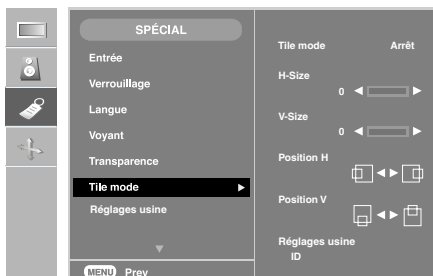 SPÉCIAL
Entrée
Verrouillage
Langue
Voyant
Transparence
Tile mode
Réglages usine
MENU Prev
Tile mode Arrêt
H-Size
0
V-Size
0
Position H
Position V
Réglages usine
ID